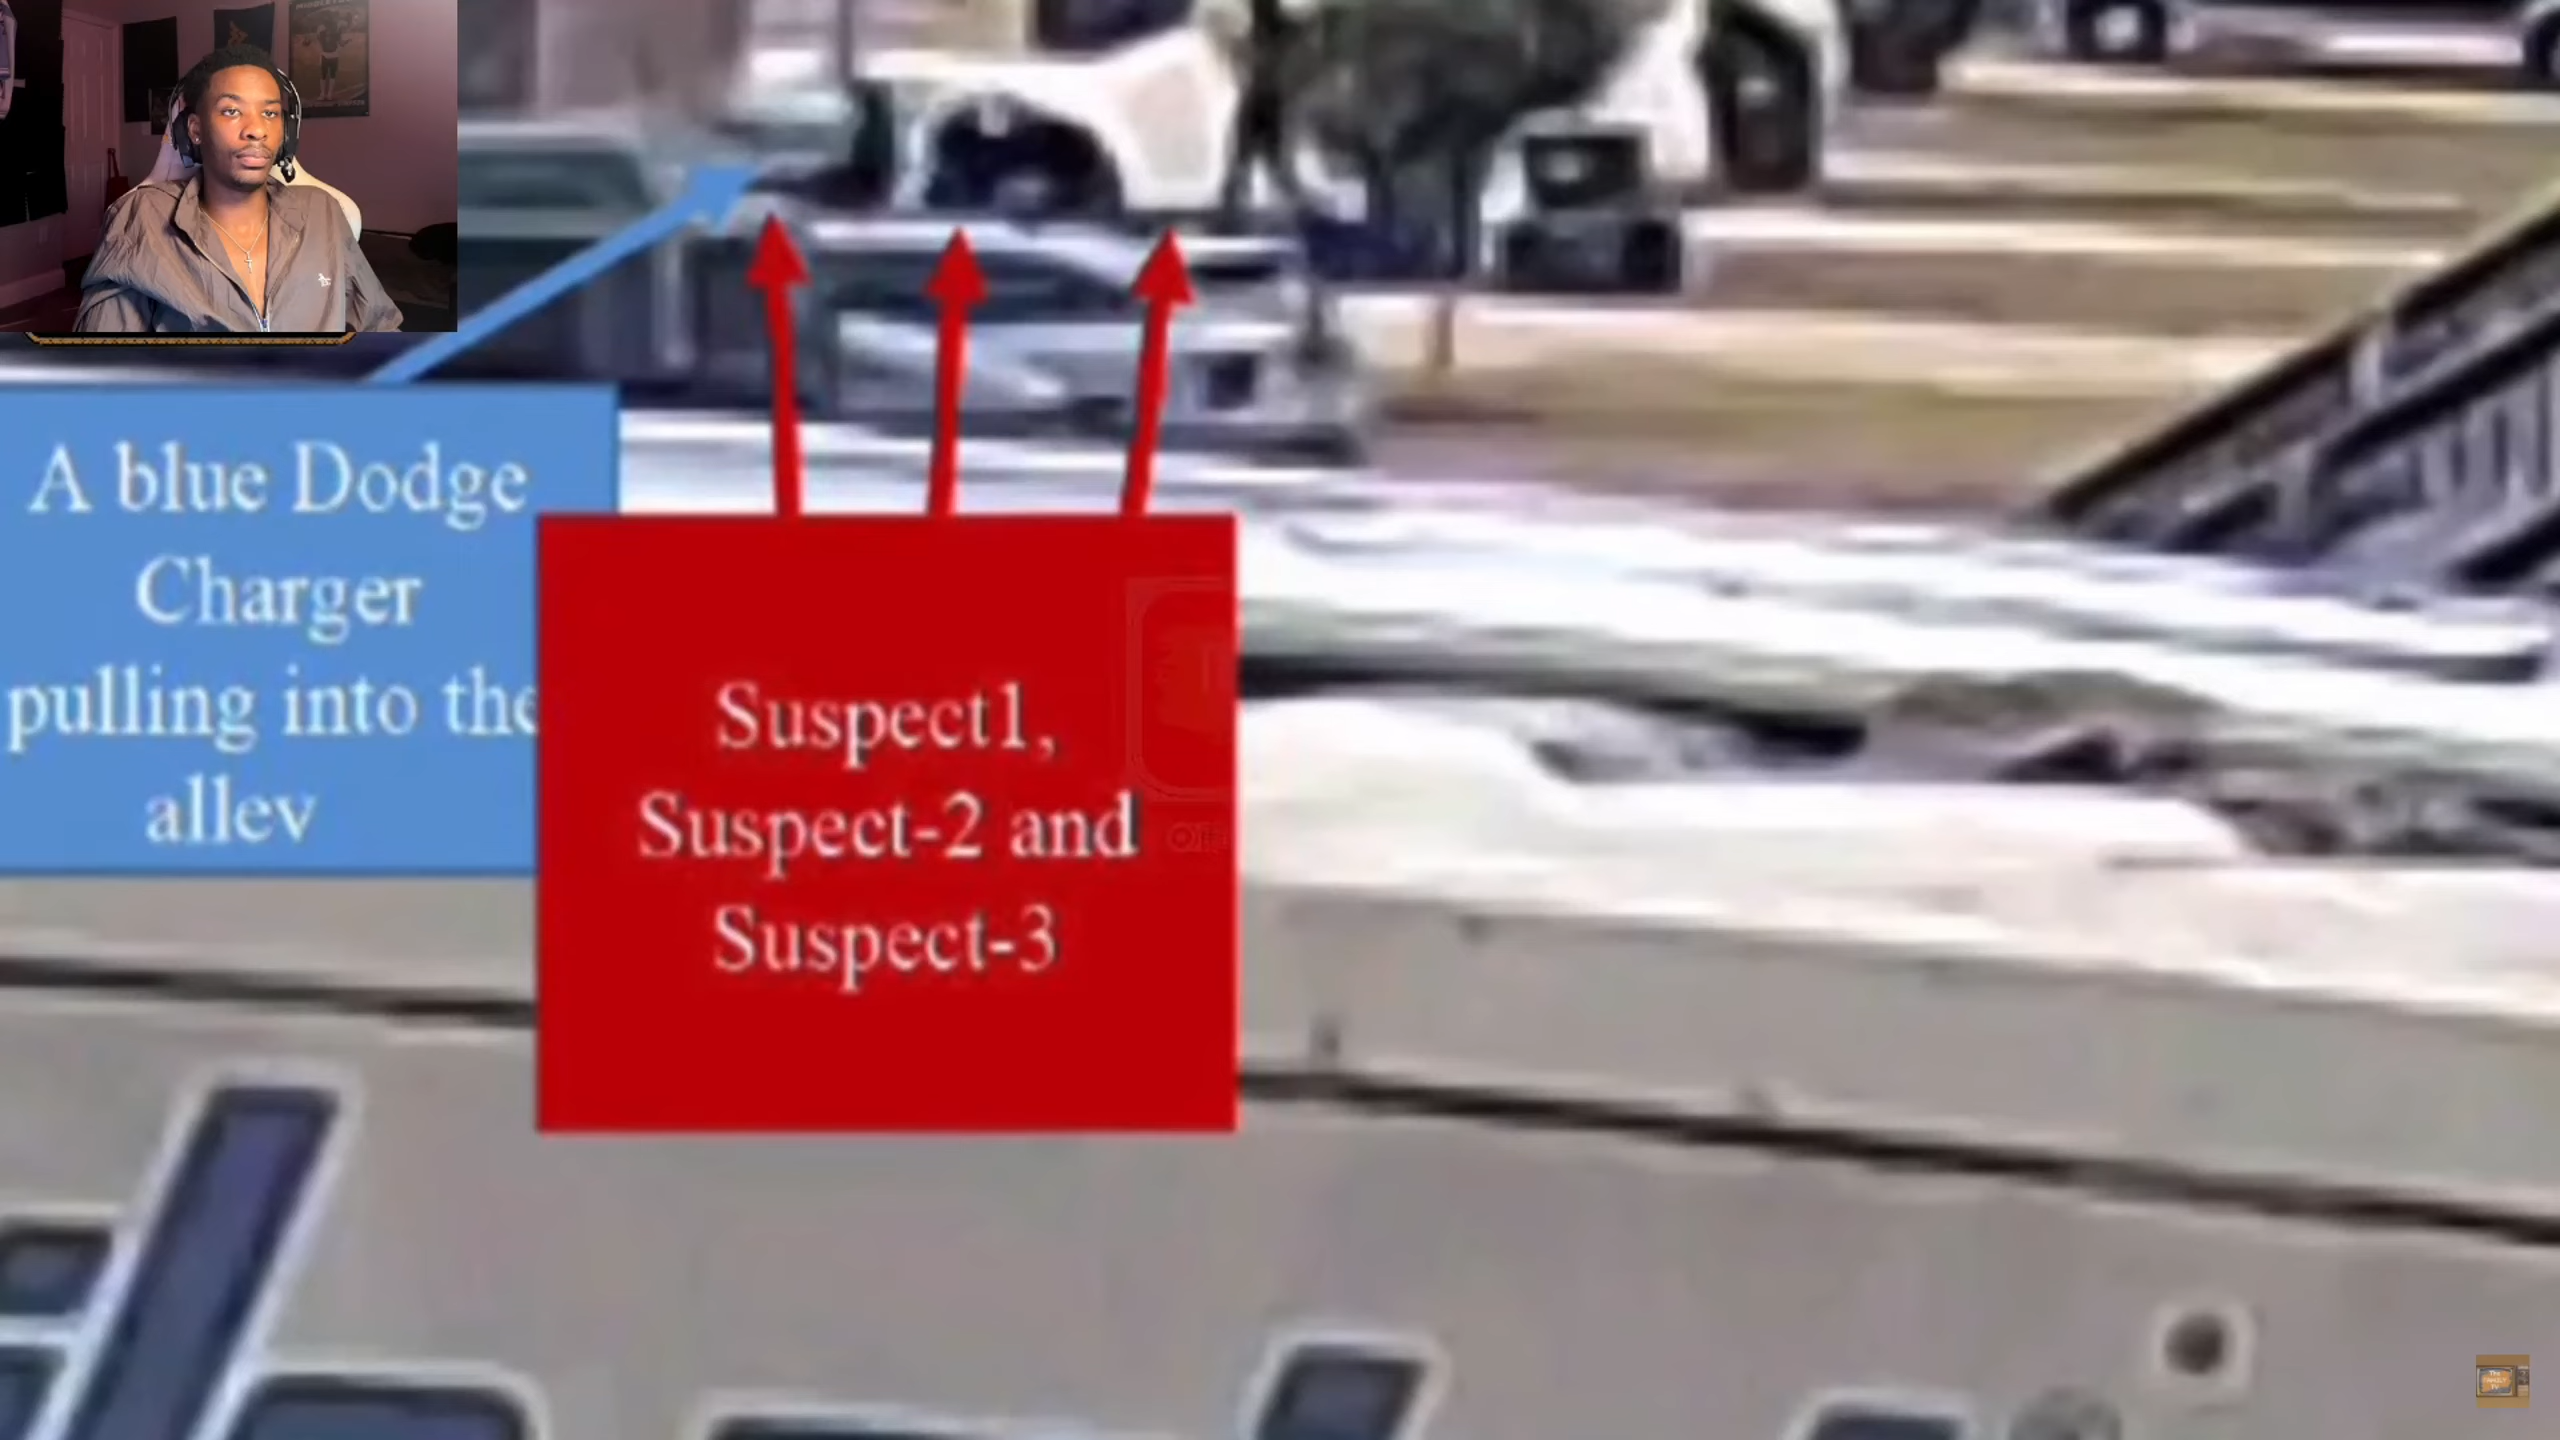 A blue Dodge
Charger
pulling into the
allev
Suspect1,
Suspect-2 and
Suspect-3